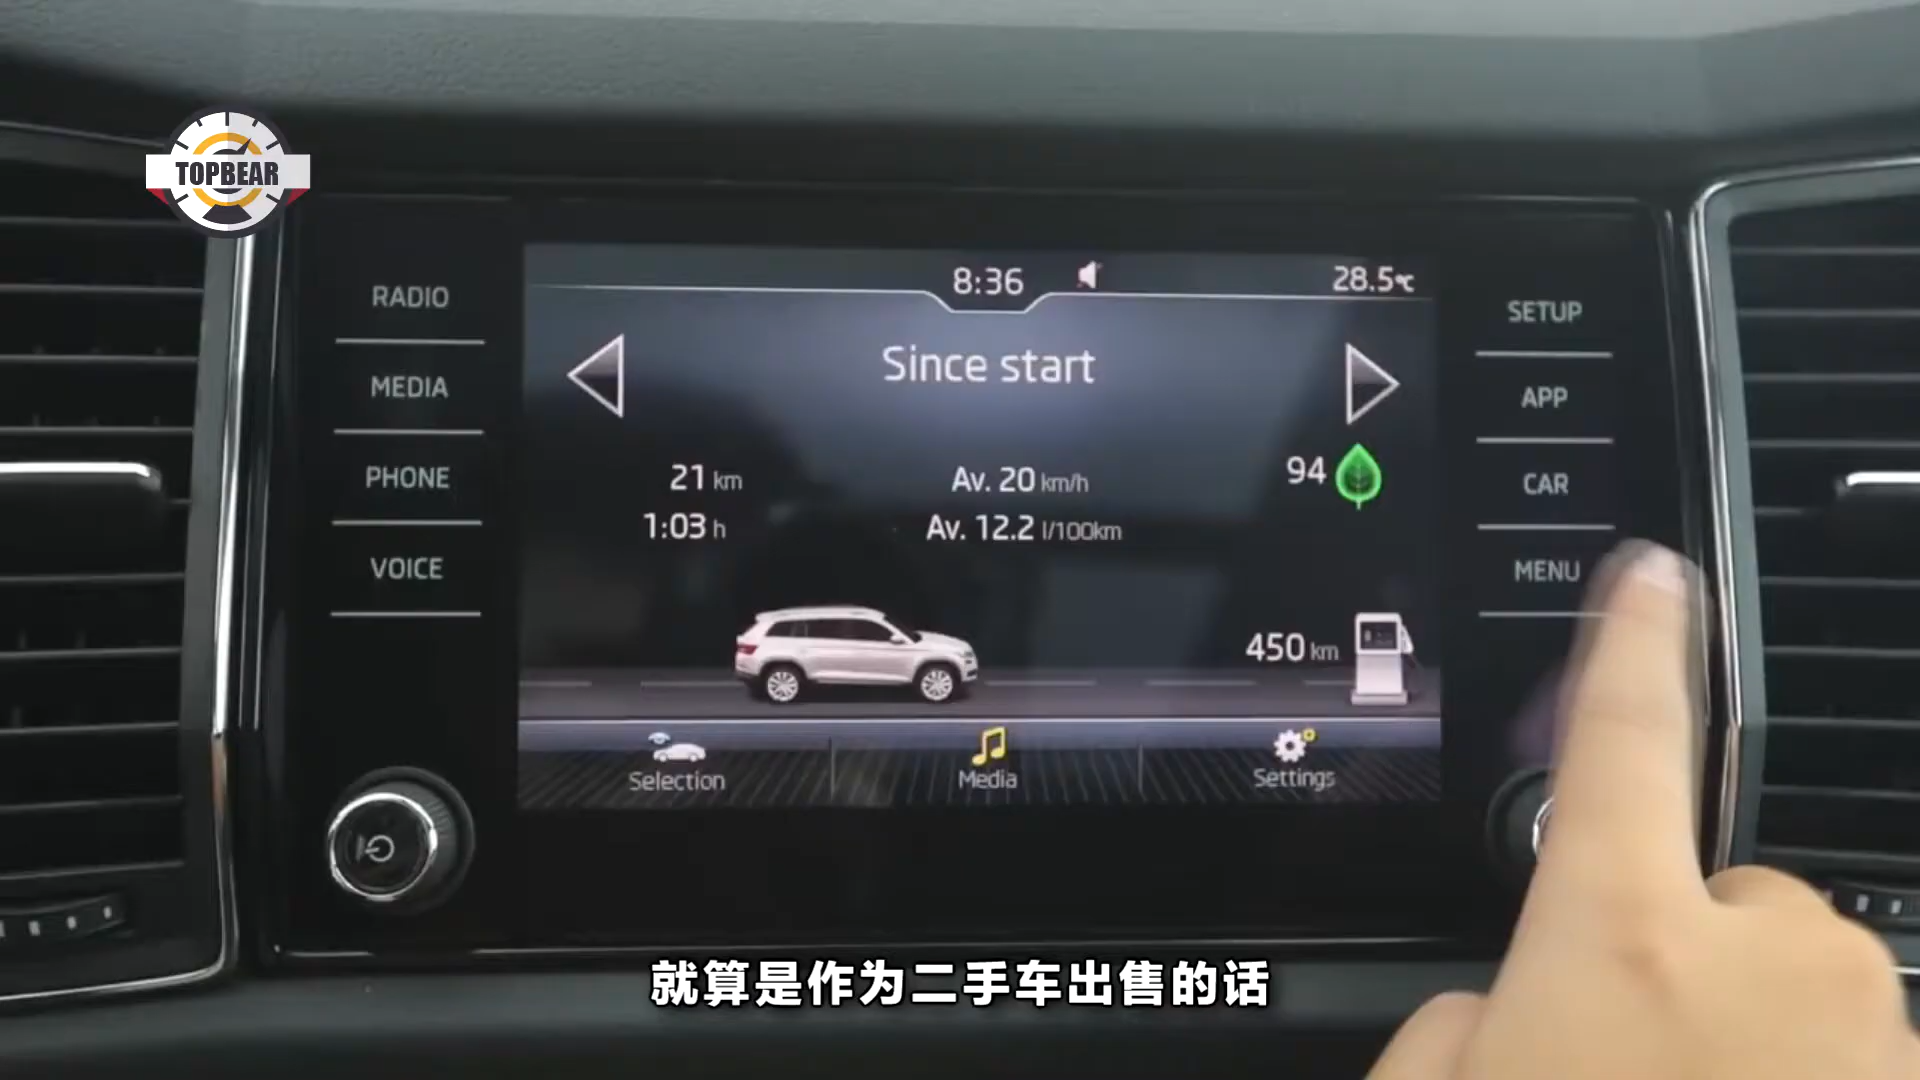 TOPBEAR
RADIO
MEDIA
PHONE
VOICE
8:36
28.5℃
Since start
21 km
Av. 20 km/h
94
1:03 h
Av. 12.2 l/100km
450 km
Selection
Media
Settings
SETUP
APP
CAR
MENU
就算是作为二手车出售的话